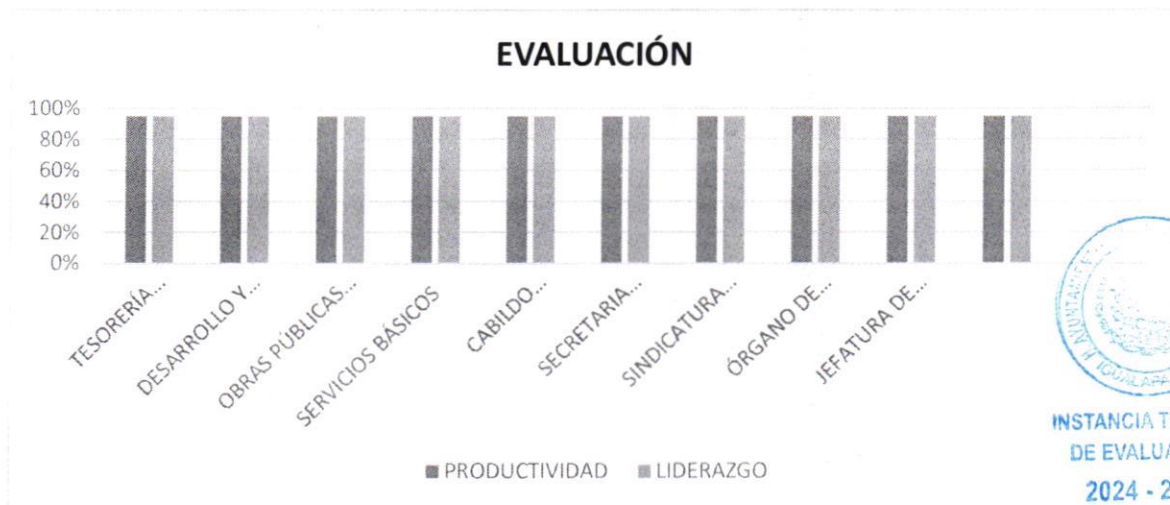 EVALUACIÓN
100%
80%
60%
40%
20%
0%
TESORERÍA...
DESARROLLO Y...
OBRAS PÚBLICAS...
SERVICIOS BÁSICOS
CABILDO...
SECRETARIA...
SINDICATURA...
ÓRGANO DE...
JEFATURA DE...
PRODUCTIVIDAD
LIDERAZGO
INSTANCIA T
DE EVALUA
2024 - 2